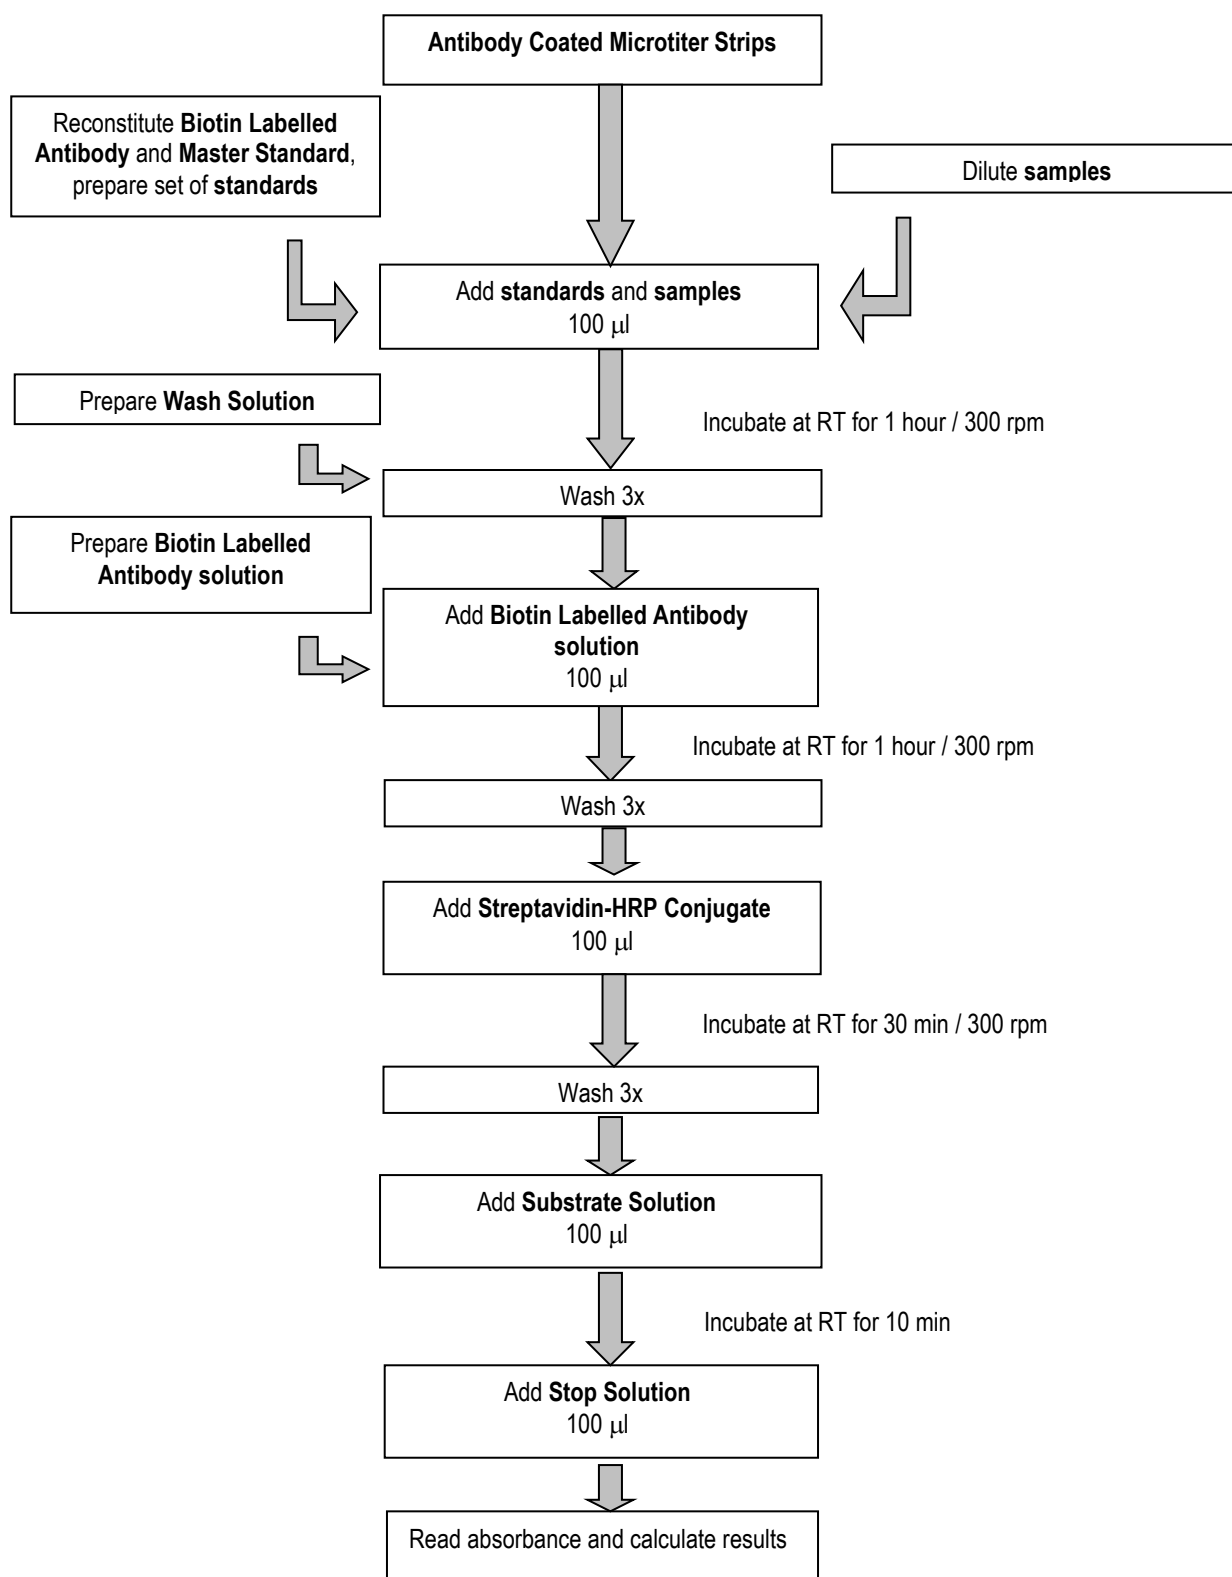 Antibody Coated Microtiter Strips
Reconstitute Biotin Labelled
Antibody and Master Standard,
prepare set of standards
Dilute samples
Add standards and samples
100 μl
Prepare Wash Solution
Incubate at RT for 1 hour / 300 rpm
Wash 3x
Prepare Biotin Labelled
Antibody solution
Add Biotin Labelled Antibody
solution
100 μl
Incubate at RT for 1 hour / 300 rpm
Wash 3x
Add Streptavidin-HRP Conjugate
100 μl
Incubate at RT for 30 min / 300 rpm
Wash 3x
Add Substrate Solution
100 μl
Incubate at RT for 10 min
Add Stop Solution
100 μl
Read absorbance and calculate results